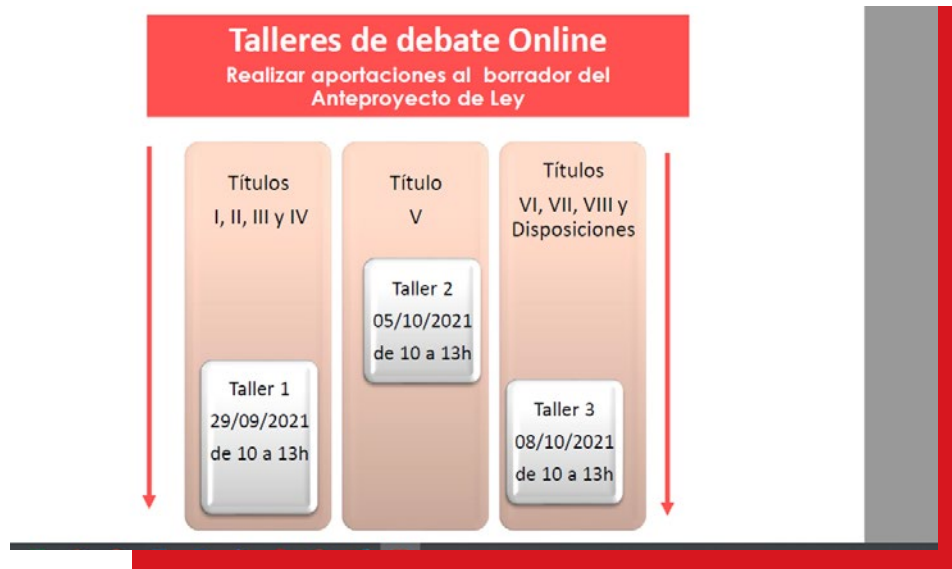 Talleres de debate Online
Realizar aportaciones al borrador del
Anteproyecto de Ley
Títulos
I, II, III y IV
Taller 1
29/09/2021
de 10 a 13h
Título
V
Taller 2
05/10/2021
de 10 a 13h
Títulos
VI, VII, VIII y
Disposiciones
Taller 3
08/10/2021
de 10 a 13h